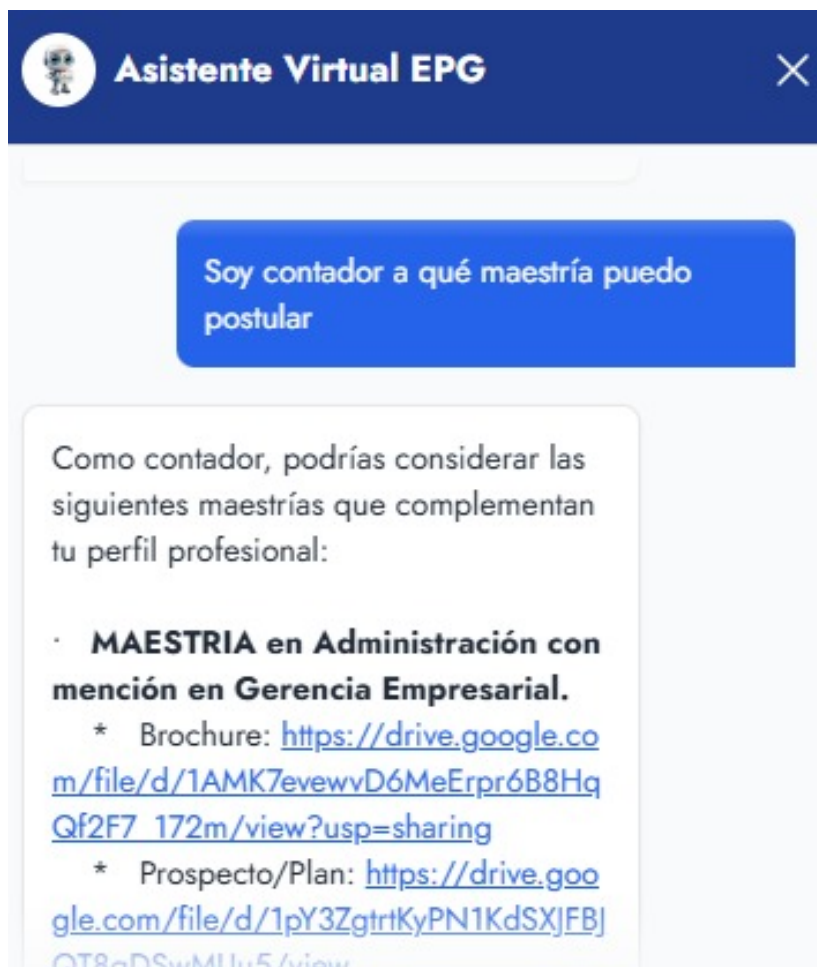 Asistente Virtual EPG
Soy contador a qué maestría puedo
postular
Como contador, podrías considerar las
siguientes maestrías que complementan
tu perfil profesional:
· MAESTRIA en Administración con
mención en Gerencia Empresarial.
* Brochure: https://drive.google.co
m/file/d/1AMK7evewvD6MeErpr6B8Hq
Qf2F7_172m/view?usp=sharing
* Prospecto/Plan: https://drive.goo
gle.com/file/d/1pY3ZgtrtKyPN1KdSXJFBJ